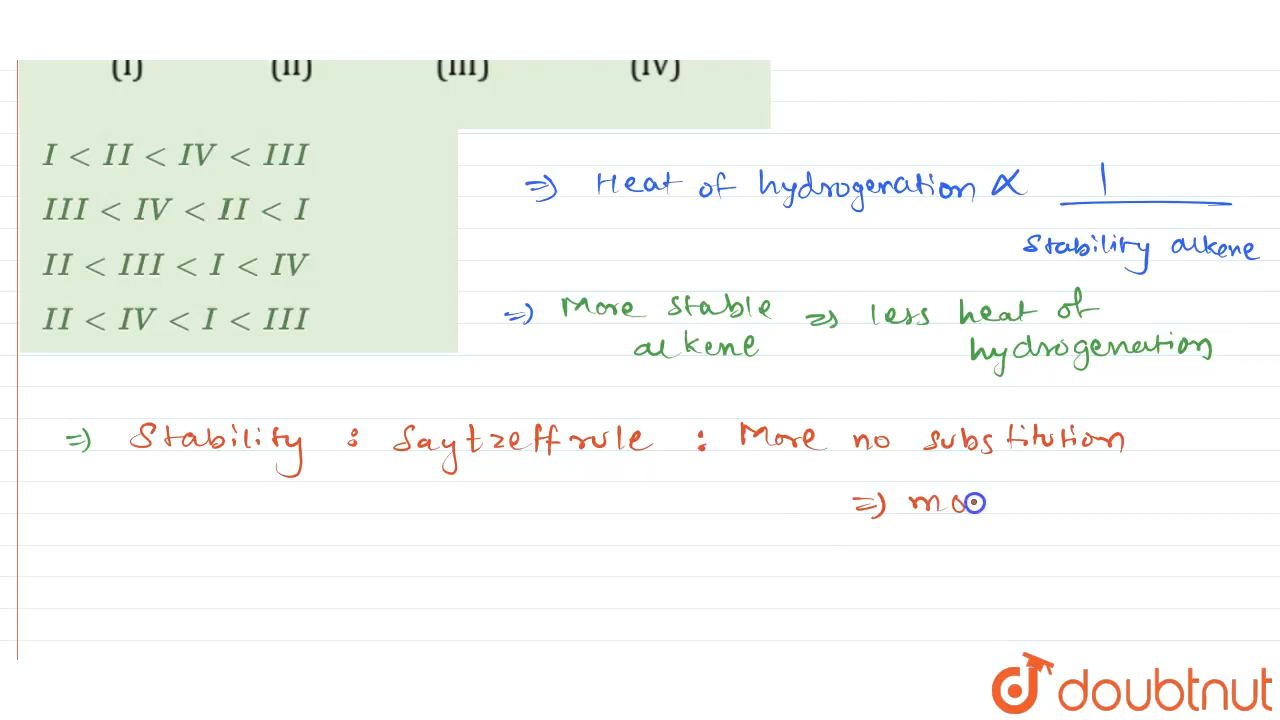 (I) (II) (III) (IV)
I < II < IV < III
III < IV < II < I
II < III < I < IV
II < IV < I < III
=) Heat of hydrogenation ∝ 1
Stability alkene
=) More stable => less heat of
alkene hydrogenation
=) Stability : Saytzeff rule : More no substitution
=) mo
doubtnut